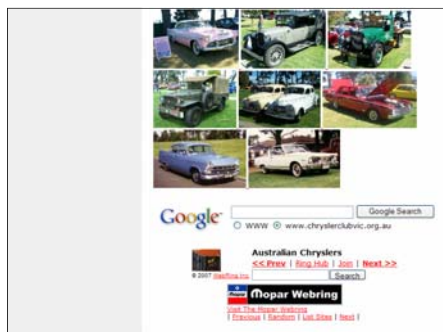 Google™
Google Search
WWW www.chryslerclubvic.org.au
Australian Chryslers
<< Prev | Ring Hub | Join | Next >>
© 2007 WebRing Inc.
Search
Mopar Webring
Visit The Mopar Webring
| Previous | Random | List Sites | Next |